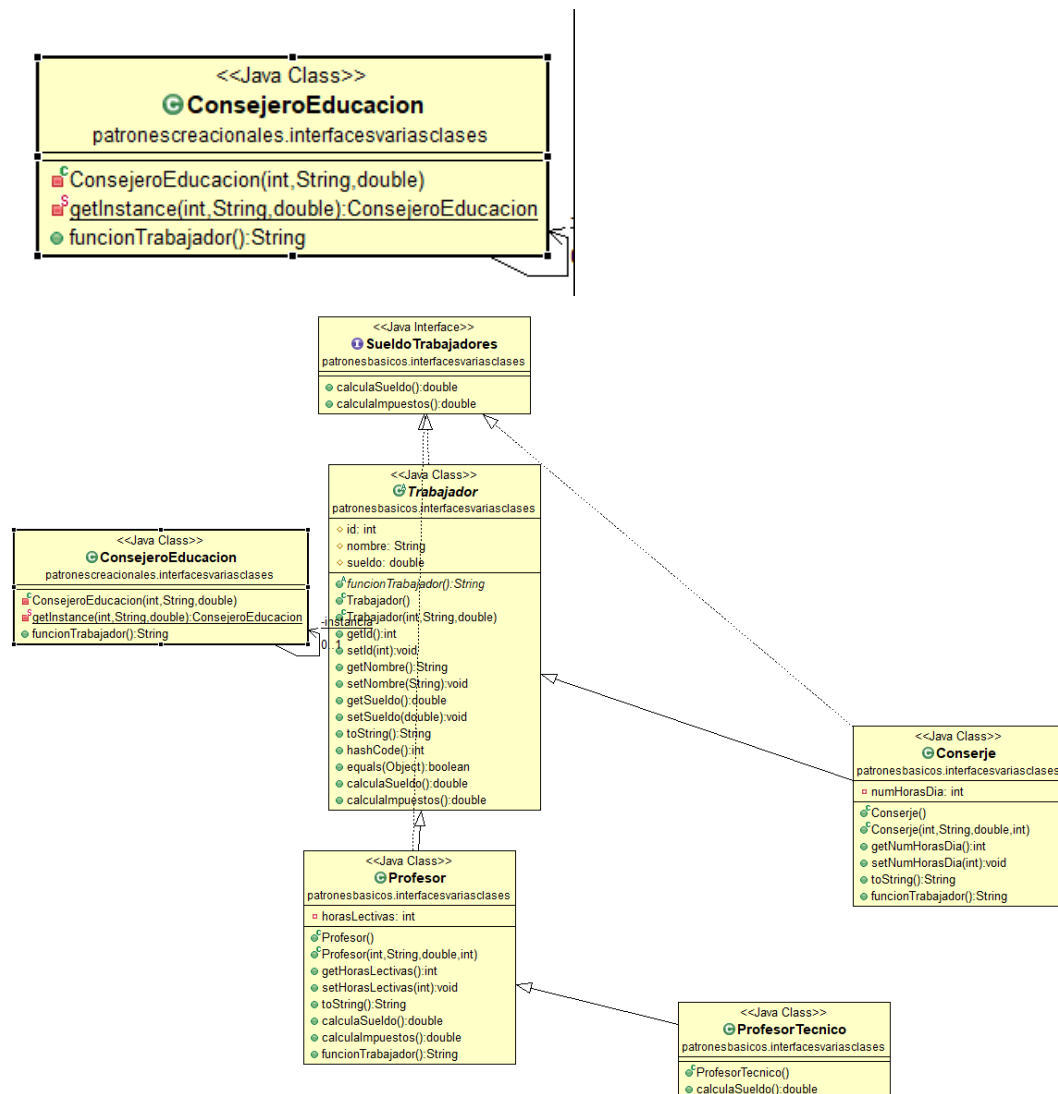 <<Java Class>>
ConsejeroEducacion
patronescreacionales.interfacesvariasclases
ConsejeroEducacion(int,String,double)
getInstance(int,String,double):ConsejeroEducacion
funcionTrabajador():String
<<Java Interface>>
SueldoTrabajadores
patronesbasicos.interfacesvariasclases
calculaSueldo():double
calculaImpuestos():double
<<Java Class>>
Trabajador
patronesbasicos.interfacesvariasclases
id: int
nombre: String
sueldo: double
funcionTrabajador():String
Trabajador()
Trabajador(int,String,double)
getId():int
setId(int):void
getNombre():String
setNombre(String):void
getSueldo():double
setSueldo(double):void
toString():String
hashCode():int
equals(Object):boolean
calculaSueldo():double
calculaImpuestos():double
<<Java Class>>
ConsejeroEducacion
patronescreacionales.interfacesvariasclases
ConsejeroEducacion(int,String,double)
getInstance(int,String,double):ConsejeroEducacion
funcionTrabajador():String
-instancia
0..1
<<Java Class>>
Conserje
patronesbasicos.interfacesvariasclases
numHorasDia: int
Conserje()
Conserje(int,String,double,int)
getNumHorasDia():int
setNumHorasDia(int):void
toString():String
funcionTrabajador():String
<<Java Class>>
Profesor
patronesbasicos.interfacesvariasclases
horasLectivas: int
Profesor()
Profesor(int,String,double,int)
getHorasLectivas():int
setHorasLectivas(int):void
toString():String
calculaSueldo():double
calculaImpuestos():double
funcionTrabajador():String
<<Java Class>>
ProfesorTecnico
patronesbasicos.interfacesvariasclases
ProfesorTecnico()
calculaSueldo():double